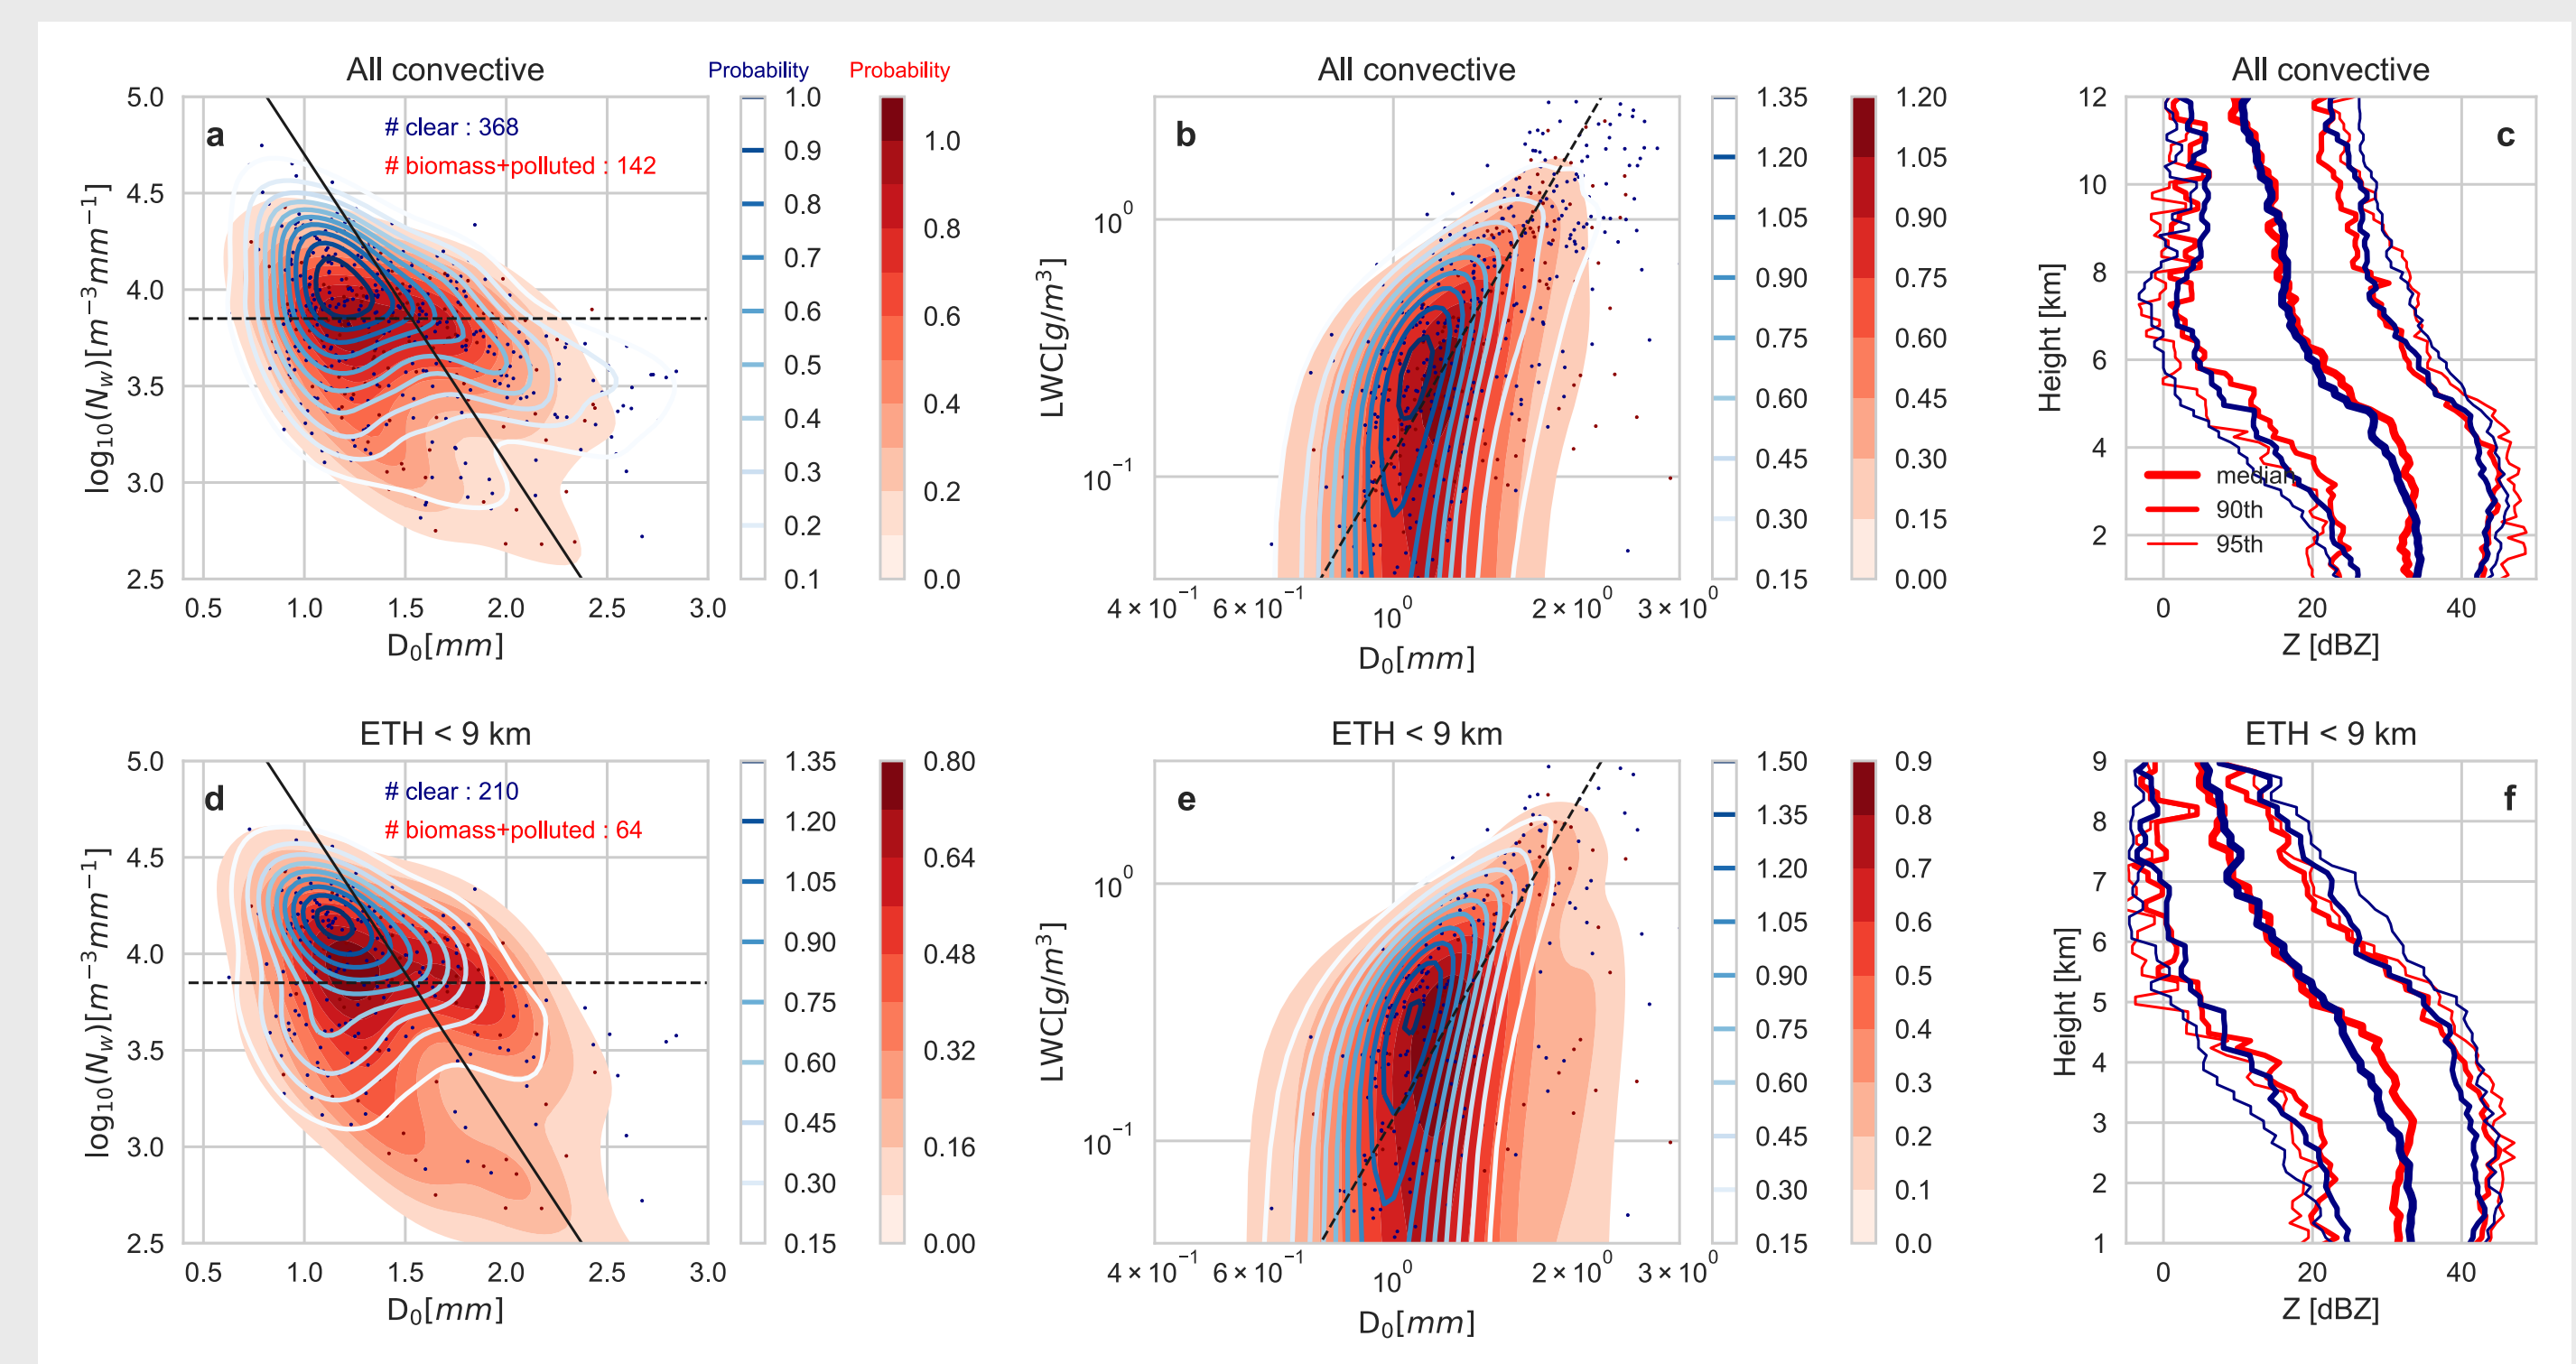 All convective
Probability
Probability
a
# clear : 368
# biomass+polluted : 142
5.0
4.5
4.0
3.5
3.0
2.5
log10(Nw)[m−3mm−1]
0.5
1.0
1.5
2.0
2.5
3.0
D0[mm]
1.0
0.9
0.8
0.7
0.6
0.5
0.4
0.3
0.2
0.1
1.0
0.8
0.6
0.4
0.2
0.0
All convective
b
10^0
10^−1
LWC[g/m^3]
4 × 10^−1
6 × 10^−1
10^0
2 × 10^0
3 × 10^0
D0[mm]
1.35
1.20
1.05
0.90
0.75
0.60
0.45
0.30
0.15
1.20
1.05
0.90
0.75
0.60
0.45
0.30
0.15
0.00
All convective
c
12
10
8
6
4
2
Height [km]
median
90th
95th
0
20
40
Z [dBZ]
ETH < 9 km
d
# clear : 210
# biomass+polluted : 64
5.0
4.5
4.0
3.5
3.0
2.5
log10(Nw)[m−3mm−1]
0.5
1.0
1.5
2.0
2.5
3.0
D0[mm]
1.35
1.20
1.05
0.90
0.75
0.60
0.45
0.30
0.15
0.80
0.64
0.48
0.32
0.16
0.00
ETH < 9 km
e
10^0
10^−1
LWC[g/m^3]
4 × 10^−1
6 × 10^−1
10^0
2 × 10^0
3 × 10^0
D0[mm]
1.50
1.35
1.20
1.05
0.90
0.75
0.60
0.45
0.30
0.15
0.9
0.8
0.7
0.6
0.5
0.4
0.3
0.2
0.1
0.0
ETH < 9 km
f
9
8
7
6
5
4
3
2
1
Height [km]
0
20
40
Z [dBZ]